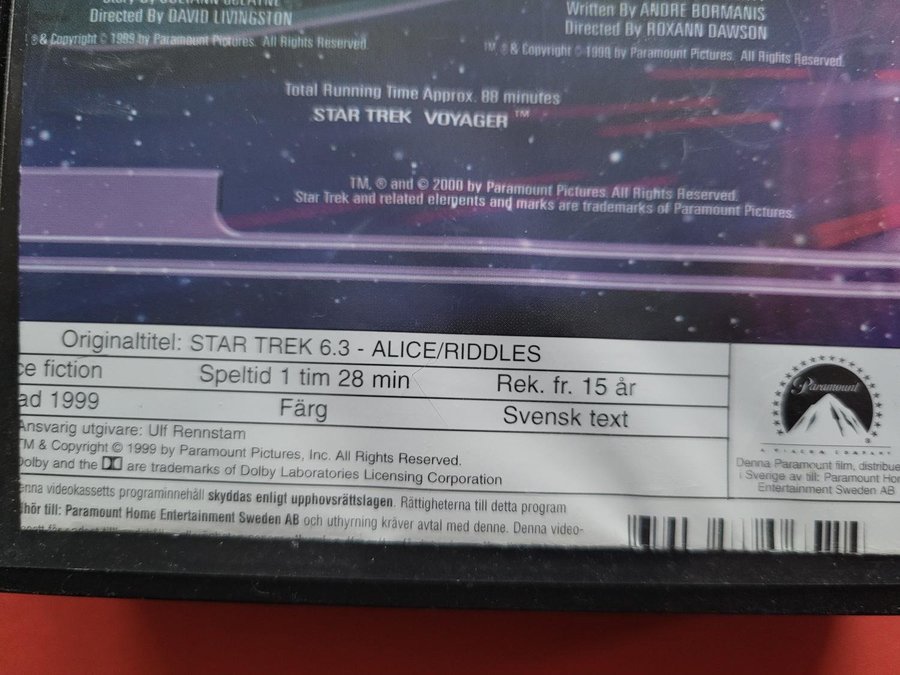 Directed By DAVID LIVINGSTON
® & Copyright © 1999 by Paramount Pictures. All Rights Reserved.
Written By ANDRE BORMANIS
Directed By ROXANN DAWSON
TM, ® & Copyright © 1999 by Paramount Pictures. All Rights Reserved.
Total Running Time Approx. 88 minutes
STAR TREK VOYAGER™
TM, ® and © 2000 by Paramount Pictures. All Rights Reserved.
Star Trek and related elements and marks are trademarks of Paramount Pictures.
Originaltitel: STAR TREK 6.3 - ALICE/RIDDLES
ce fiction Speltid 1 tim 28 min Rek. fr. 15 år
ad 1999 Färg Svensk text
Ansvarig utgivare: Ulf Rennstam
TM & Copyright © 1999 by Paramount Pictures, Inc. All Rights Reserved.
Dolby and the are trademarks of Dolby Laboratories Licensing Corporation
enna videokassetts programinnehåll skyddas enligt upphovsrättslagen. Rättigheterna till detta program
hör till: Paramount Home Entertainment Sweden AB och uthyrning kräver avtal med denne. Denna video-
Paramount
®
A VIACOM COMPANY
Denna Paramount film, distribue
i Sverige av till: Paramount Hom
Entertainment Sweden AB